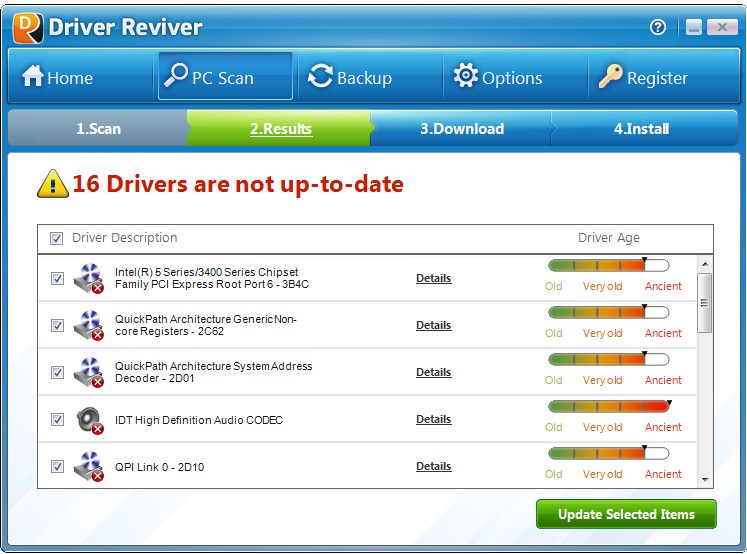 Driver Reviver
?
Home
PC Scan
Backup
Options
Register
1.Scan
2.Results
3.Download
4.Install
16 Drivers are not up-to-date
Driver Description
Driver Age
Intel(R) 5 Series/3400 Series Chipset
Family PCI Express Root Port 6 - 3B4C
Details
Old Very old Ancient
QuickPath Architecture Generic Non-
core Registers - 2C62
Details
Old Very old Ancient
QuickPath Architecture System Address
Decoder - 2D01
Details
Old Very old Ancient
IDT High Definition Audio CODEC
Details
Old Very old Ancient
QPI Link 0 - 2D10
Details
Old Very old Ancient
Update Selected Items